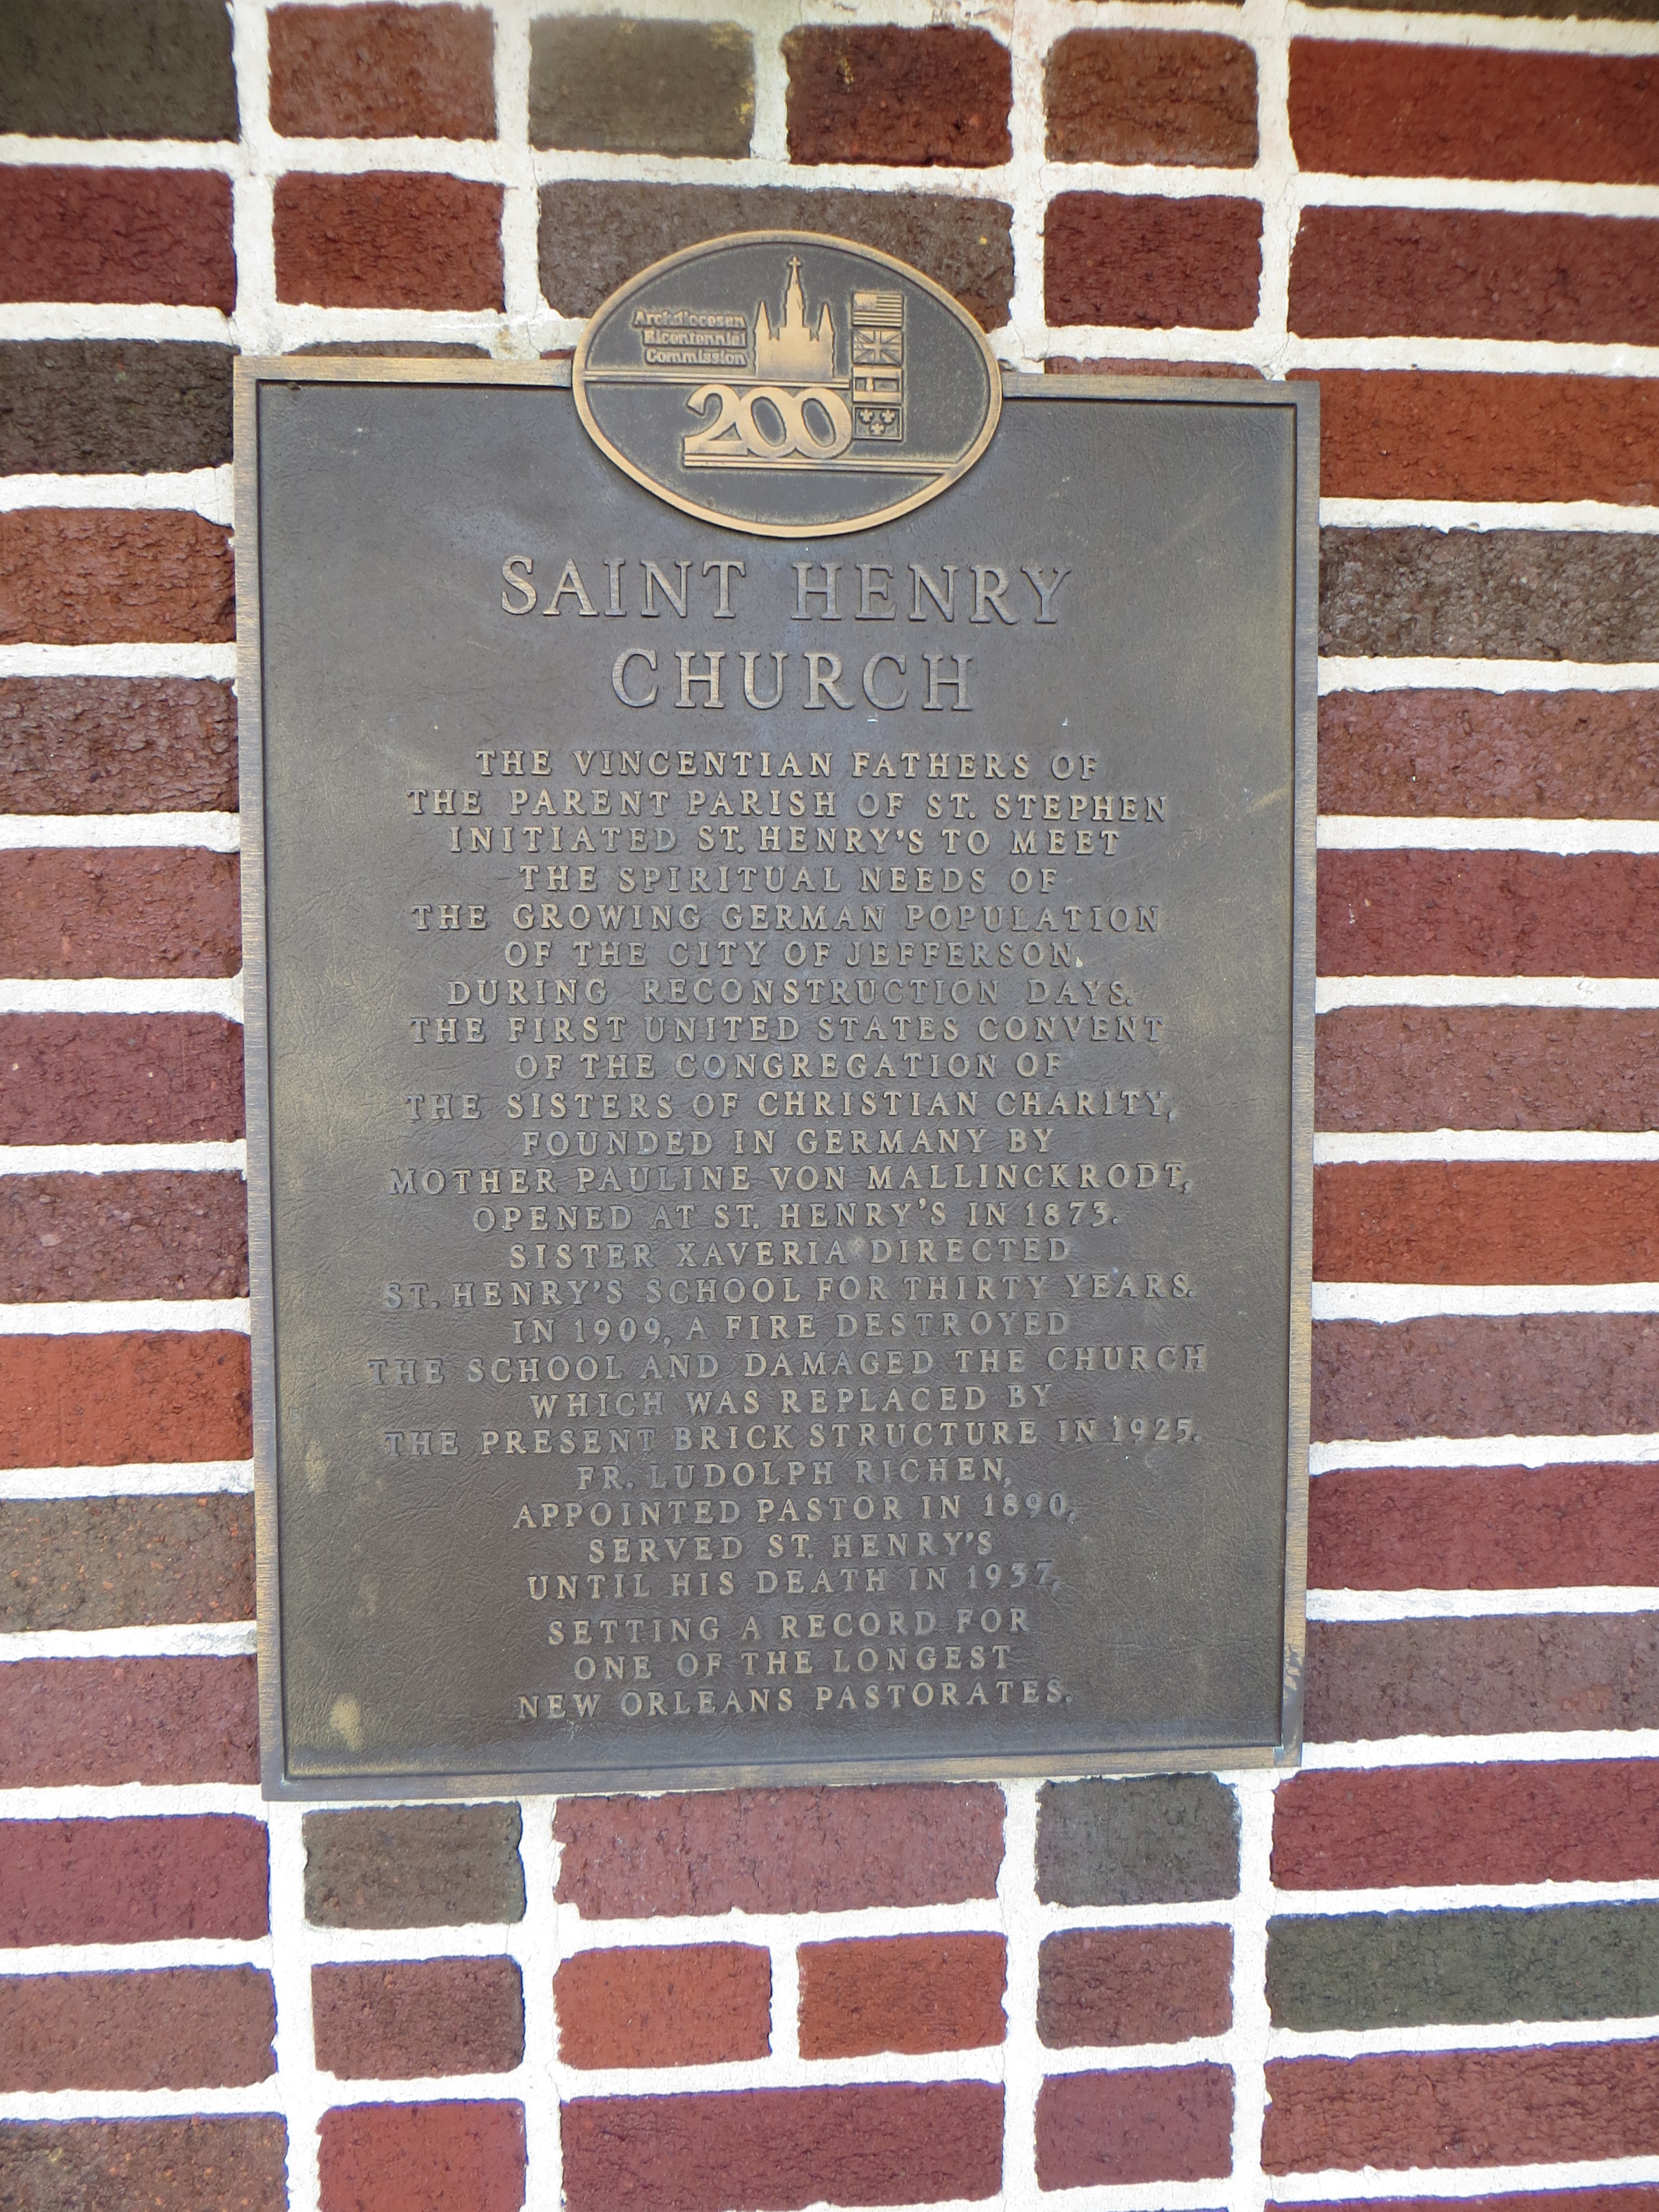 Archdiocesan
Bicentennial
Commission
200
SAINT HENRY
CHURCH
THE VINCENTIAN FATHERS OF
THE PARENT PARISH OF ST. STEPHEN
INITIATED ST. HENRY'S TO MEET
THE SPIRITUAL NEEDS OF
THE GROWING GERMAN POPULATION
OF THE CITY OF JEFFERSON,
DURING RECONSTRUCTION DAYS.
THE FIRST UNITED STATES CONVENT
OF THE CONGREGATION OF
THE SISTERS OF CHRISTIAN CHARITY,
FOUNDED IN GERMANY BY
MOTHER PAULINE VON MALLINCKRODT,
OPENED AT ST. HENRY'S IN 1873.
SISTER XAVERIA DIRECTED
ST. HENRY'S SCHOOL FOR THIRTY YEARS.
IN 1909, A FIRE DESTROYED
THE SCHOOL AND DAMAGED THE CHURCH
WHICH WAS REPLACED BY
THE PRESENT BRICK STRUCTURE IN 1925.
FR. LUDOLPH RICHEN,
APPOINTED PASTOR IN 1890,
SERVED ST. HENRY'S
UNTIL HIS DEATH IN 1937,
SETTING A RECORD FOR
ONE OF THE LONGEST
NEW ORLEANS PASTORATES.